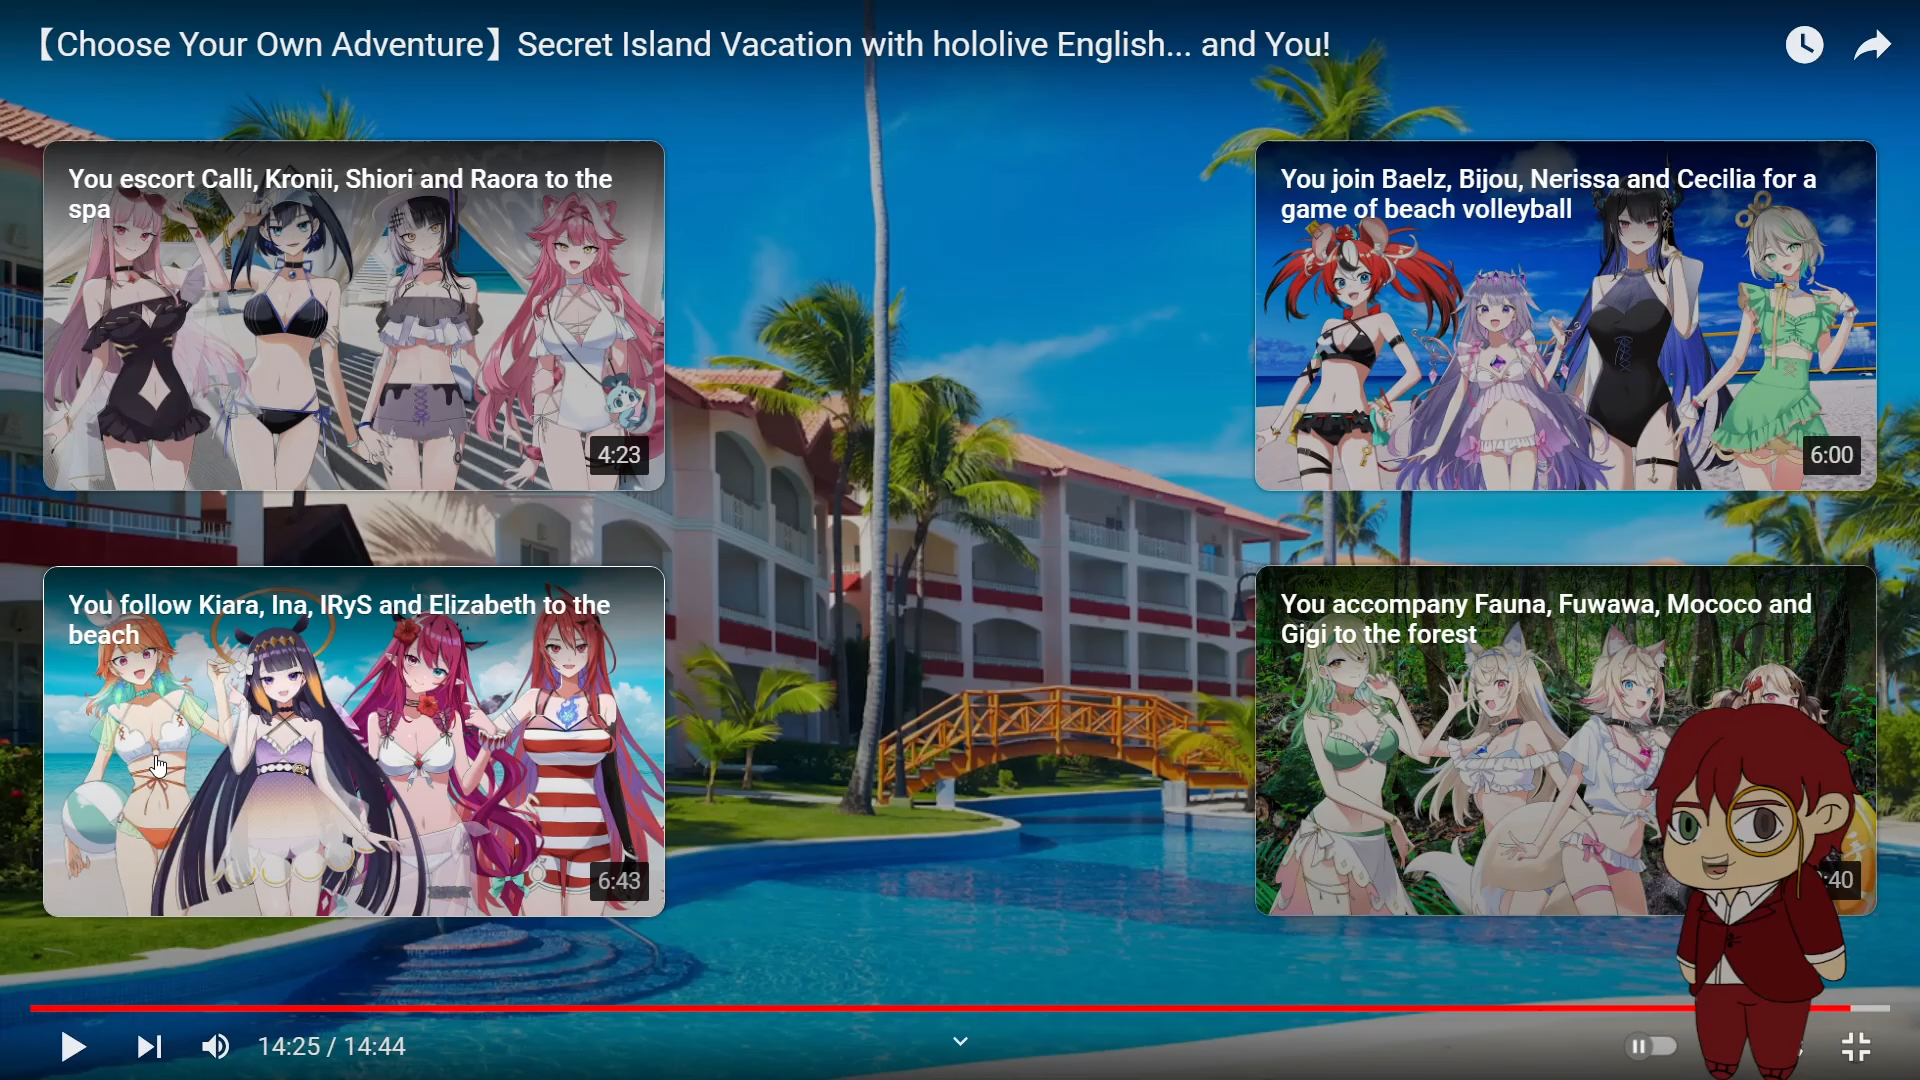 【Choose Your Own Adventure】Secret Island Vacation with hololive English... and You!
You escort Calli, Kronii, Shiori and Raora to the
spa
4:23
You join Baelz, Bijou, Nerissa and Cecilia for a
game of beach volleyball
6:00
You follow Kiara, Ina, IRyS and Elizabeth to the
beach
6:43
You accompany Fauna, Fuwawa, Mococo and
Gigi to the forest
:40
14:25 / 14:44